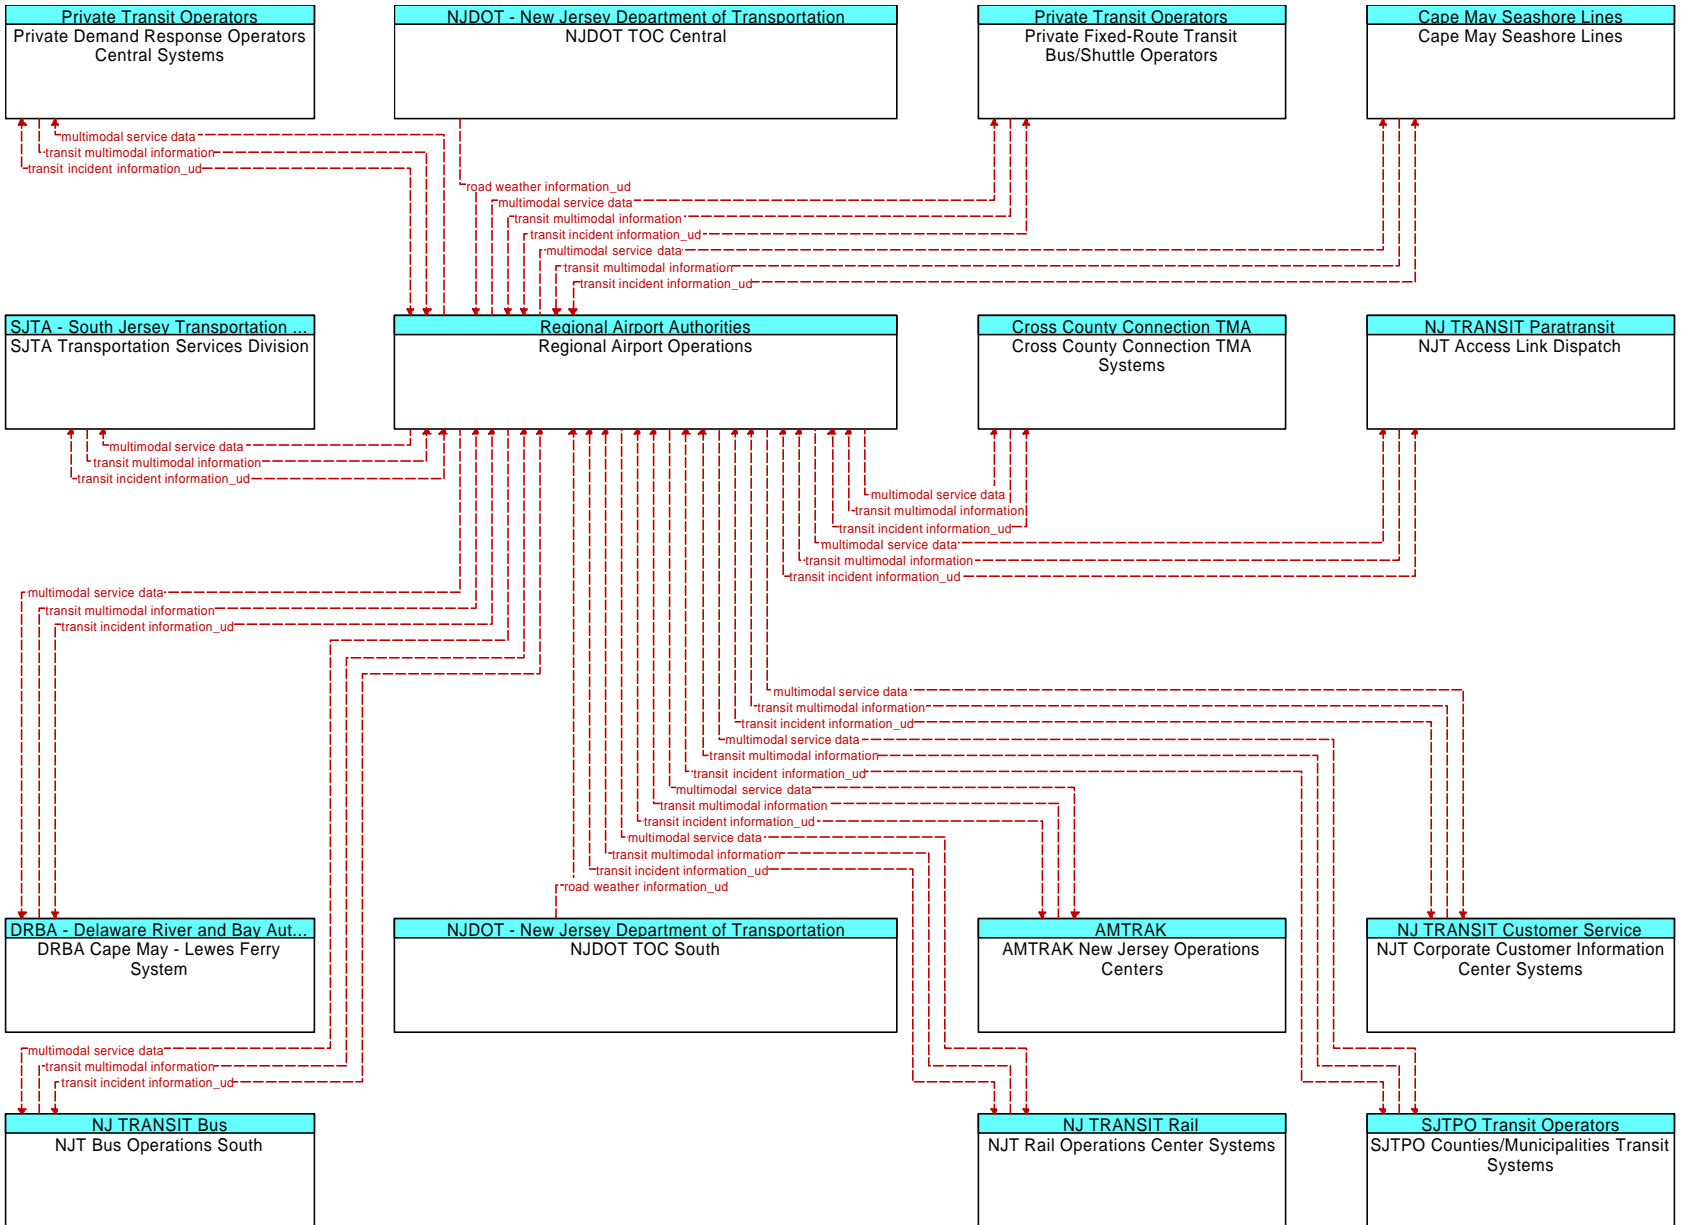 Private Transit Operators
Private Demand Response Operators
Central Systems
NJDOT - New Jersey Department of Transportation
NJDOT TOC Central
Private Transit Operators
Private Fixed-Route Transit
Bus/Shuttle Operators
Cape May Seashore Lines
Cape May Seashore Lines
multimodal service data
transit multimodal information
transit incident information_ud
road weather information_ud
multimodal service data
transit multimodal information
transit incident information_ud
multimodal service data
transit multimodal information
transit incident information_ud
SJTA - South Jersey Transportation ...
SJTA Transportation Services Division
Regional Airport Authorities
Regional Airport Operations
Cross County Connection TMA
Cross County Connection TMA
Systems
NJ TRANSIT Paratransit
NJT Access Link Dispatch
multimodal service data
transit multimodal information
transit incident information_ud
multimodal service data
transit multimodal information
transit incident information_ud
multimodal service data
transit multimodal information
transit incident information_ud
multimodal service data
transit multimodal information
transit incident information_ud
multimodal service data
transit multimodal information
transit incident information_ud
multimodal service data
transit multimodal information
transit incident information_ud
multimodal service data
transit multimodal information
transit incident information_ud
multimodal service data
transit multimodal information
transit incident information_ud
road weather information_ud
DRBA - Delaware River and Bay Aut...
DRBA Cape May - Lewes Ferry
System
NJDOT - New Jersey Department of Transportation
NJDOT TOC South
AMTRAK
AMTRAK New Jersey Operations
Centers
NJ TRANSIT Customer Service
NJT Corporate Customer Information
Center Systems
multimodal service data
transit multimodal information
transit incident information_ud
NJ TRANSIT Bus
NJT Bus Operations South
NJ TRANSIT Rail
NJT Rail Operations Center Systems
SJTPO Transit Operators
SJTPO Counties/Municipalities Transit
Systems